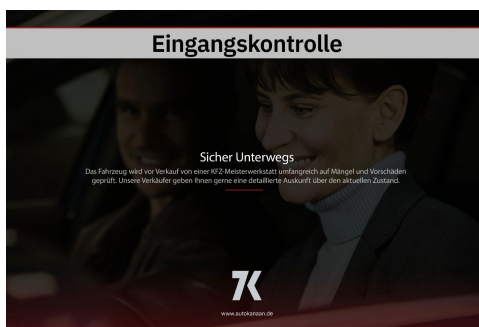 Eingangskontrolle
Sicher Unterwegs
Das Fahrzeug wird vor Verkauf von einer KFZ-Meisterwerkstatt umfangreich auf Mängel und Vorschäden
geprüft. Unsere Verkäufer geben Ihnen gerne eine detaillierte Auskunft über den aktuellen Zustand.
7K
www.autokanaan.de